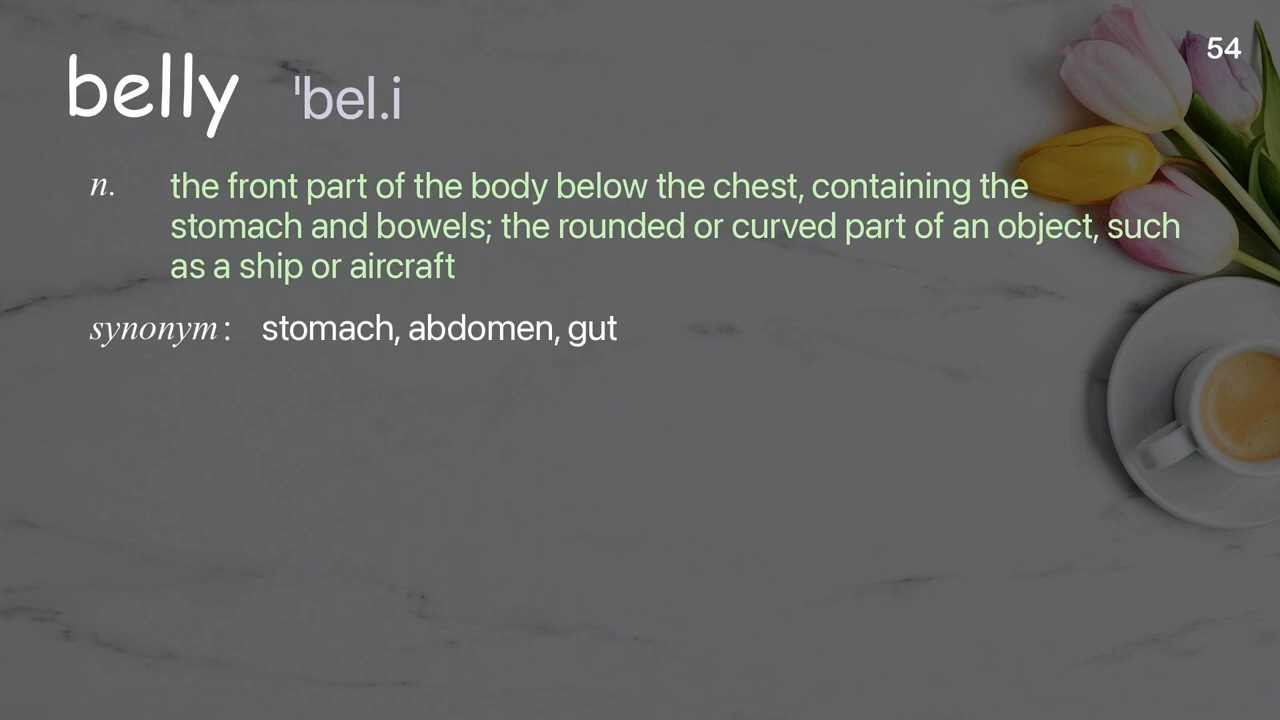 54
belly ˈbel.i
n. the front part of the body below the chest, containing the
stomach and bowels; the rounded or curved part of an object, such
as a ship or aircraft
synonym: stomach, abdomen, gut